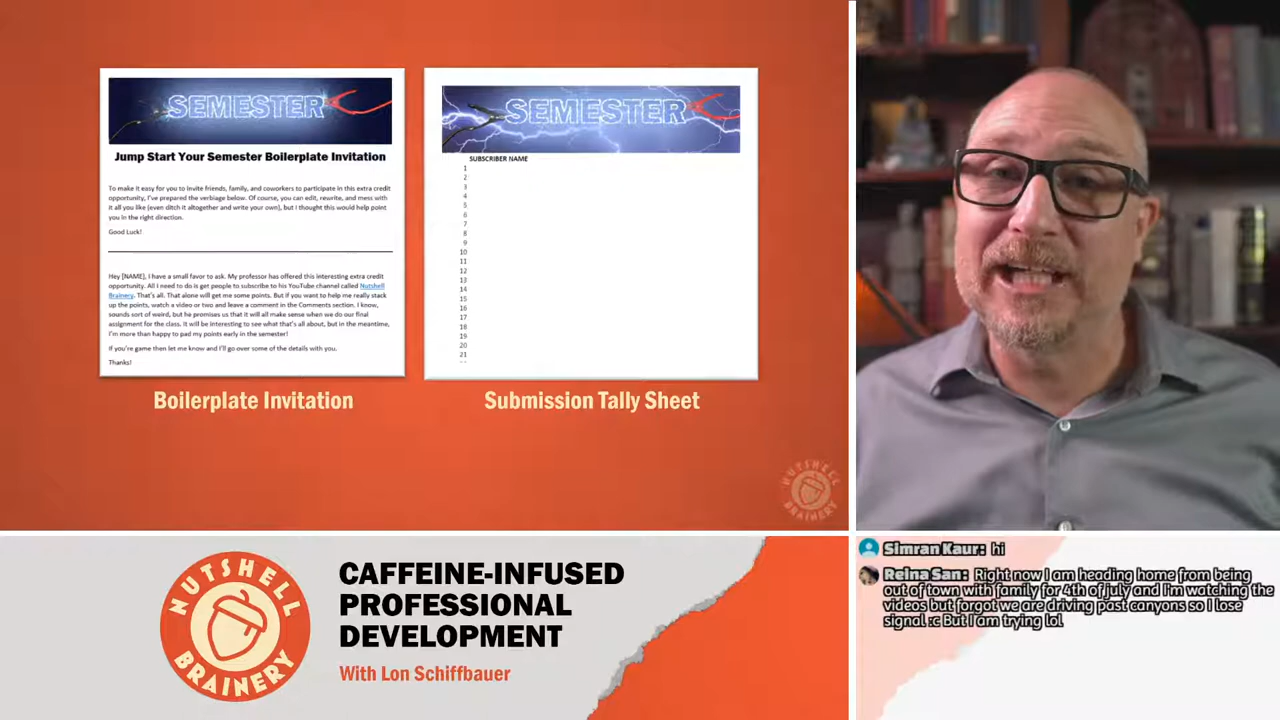 SEMESTER
Jump Start Your Semester Boilerplate Invitation
To make it easy for you to invite friends, family, and coworkers to participate in this extra credit
opportunity, I've prepared the verbiage below. Of course, you can edit, rewrite, and mess with
it all you like (even ditch it altogether and write your own), but I thought this would help point
you in the right direction.
Good Luck!
Hey [NAME], I have a small favor to ask. My professor has offered this interesting extra credit
opportunity. All I need to do is get people to subscribe to his YouTube channel called Nutshell
Brainery. That's all. That alone will get me some points. But if you want to help me really stack
up the points, watch a video or two and leave a comment in the Comments section. I know,
sounds sort of weird, but he promises us that it will all make sense when we do our final
assignment for the class. It will be interesting to see what that's all about, but in the meantime,
I'm more than happy to pad my points early in the semester!
If you're game then let me know and I'll go over some of the details with you.
Thanks!
Boilerplate Invitation
SEMESTER
SUBSCRIBER NAME
1
2
3
4
5
6
7
8
9
10
11
12
13
14
15
16
17
18
19
20
21
Submission Tally Sheet
NUTSHELL
BRAINERY
NUTSHELL
BRAINERY
CAFFEINE-INFUSED
PROFESSIONAL
DEVELOPMENT
With Lon Schiffbauer
Simran Kaur: hi
Reina San: Right now I am heading home from being
out of town with family for 4th of july and I'm watching the
videos but forgot we are driving past canyons so I lose
signal :c But I am trying lol